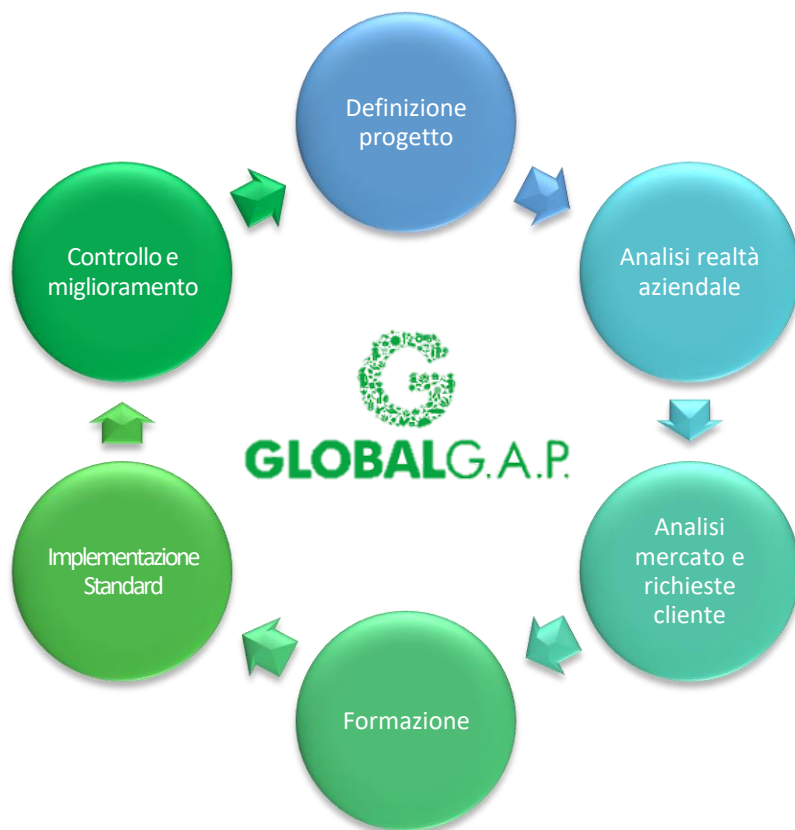 Definizione
progetto
Analisi realtà
aziendale
Analisi
mercato e
richieste
cliente
Formazione
Implementazione
Standard
Controllo e
miglioramento
G
GLOBALG.A.P.